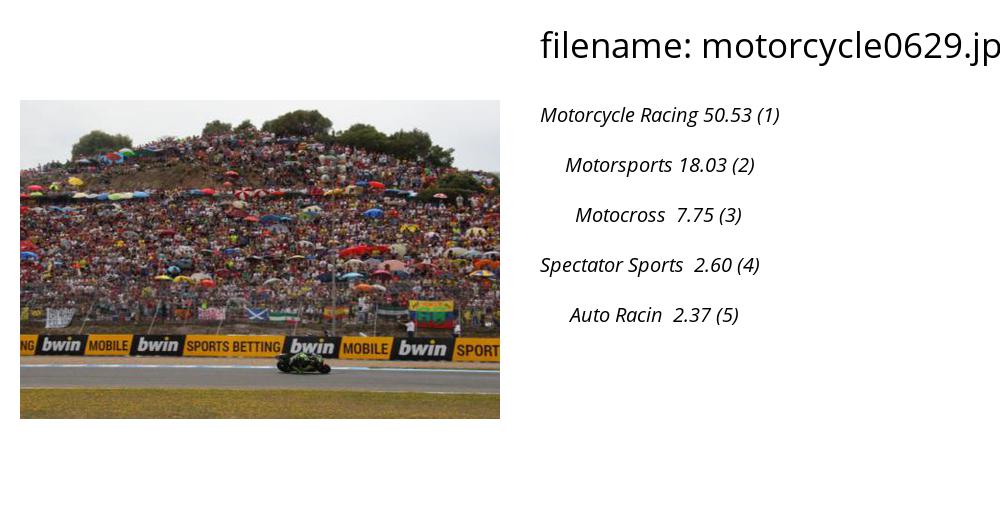 filename: motorcycle0629.jp
Motorcycle Racing 50.53 (1)
Motorsports 18.03 (2)
Motocross 7.75 (3)
Spectator Sports 2.60 (4)
Auto Racin 2.37 (5)
NG bwin MOBILE bwin SPORTS BETTING bwin MOBILE bwin SPORT